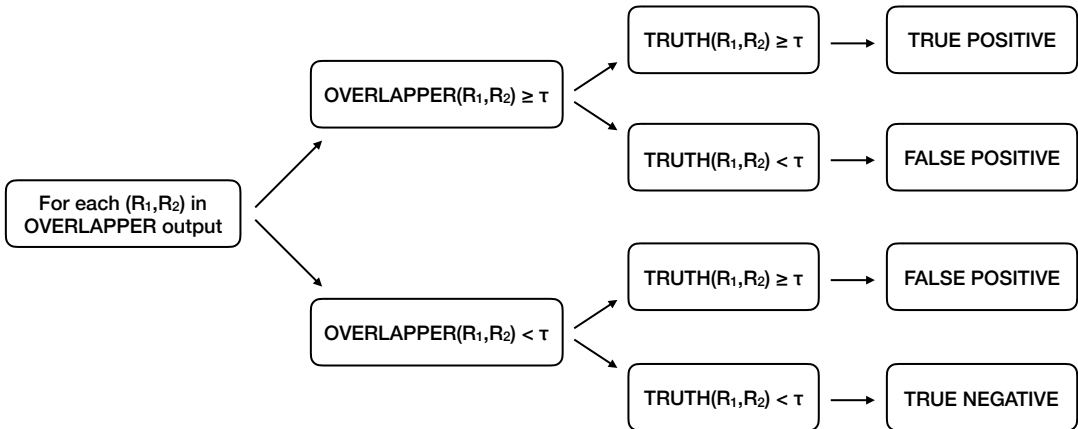 For each (R₁,R₂) in
OVERLAPPER output
OVERLAPPER(R₁,R₂) ≥ τ
TRUTH(R₁,R₂) ≥ τ
TRUE POSITIVE
TRUTH(R₁,R₂) < τ
FALSE POSITIVE
OVERLAPPER(R₁,R₂) < τ
TRUTH(R₁,R₂) ≥ τ
FALSE POSITIVE
TRUTH(R₁,R₂) < τ
TRUE NEGATIVE